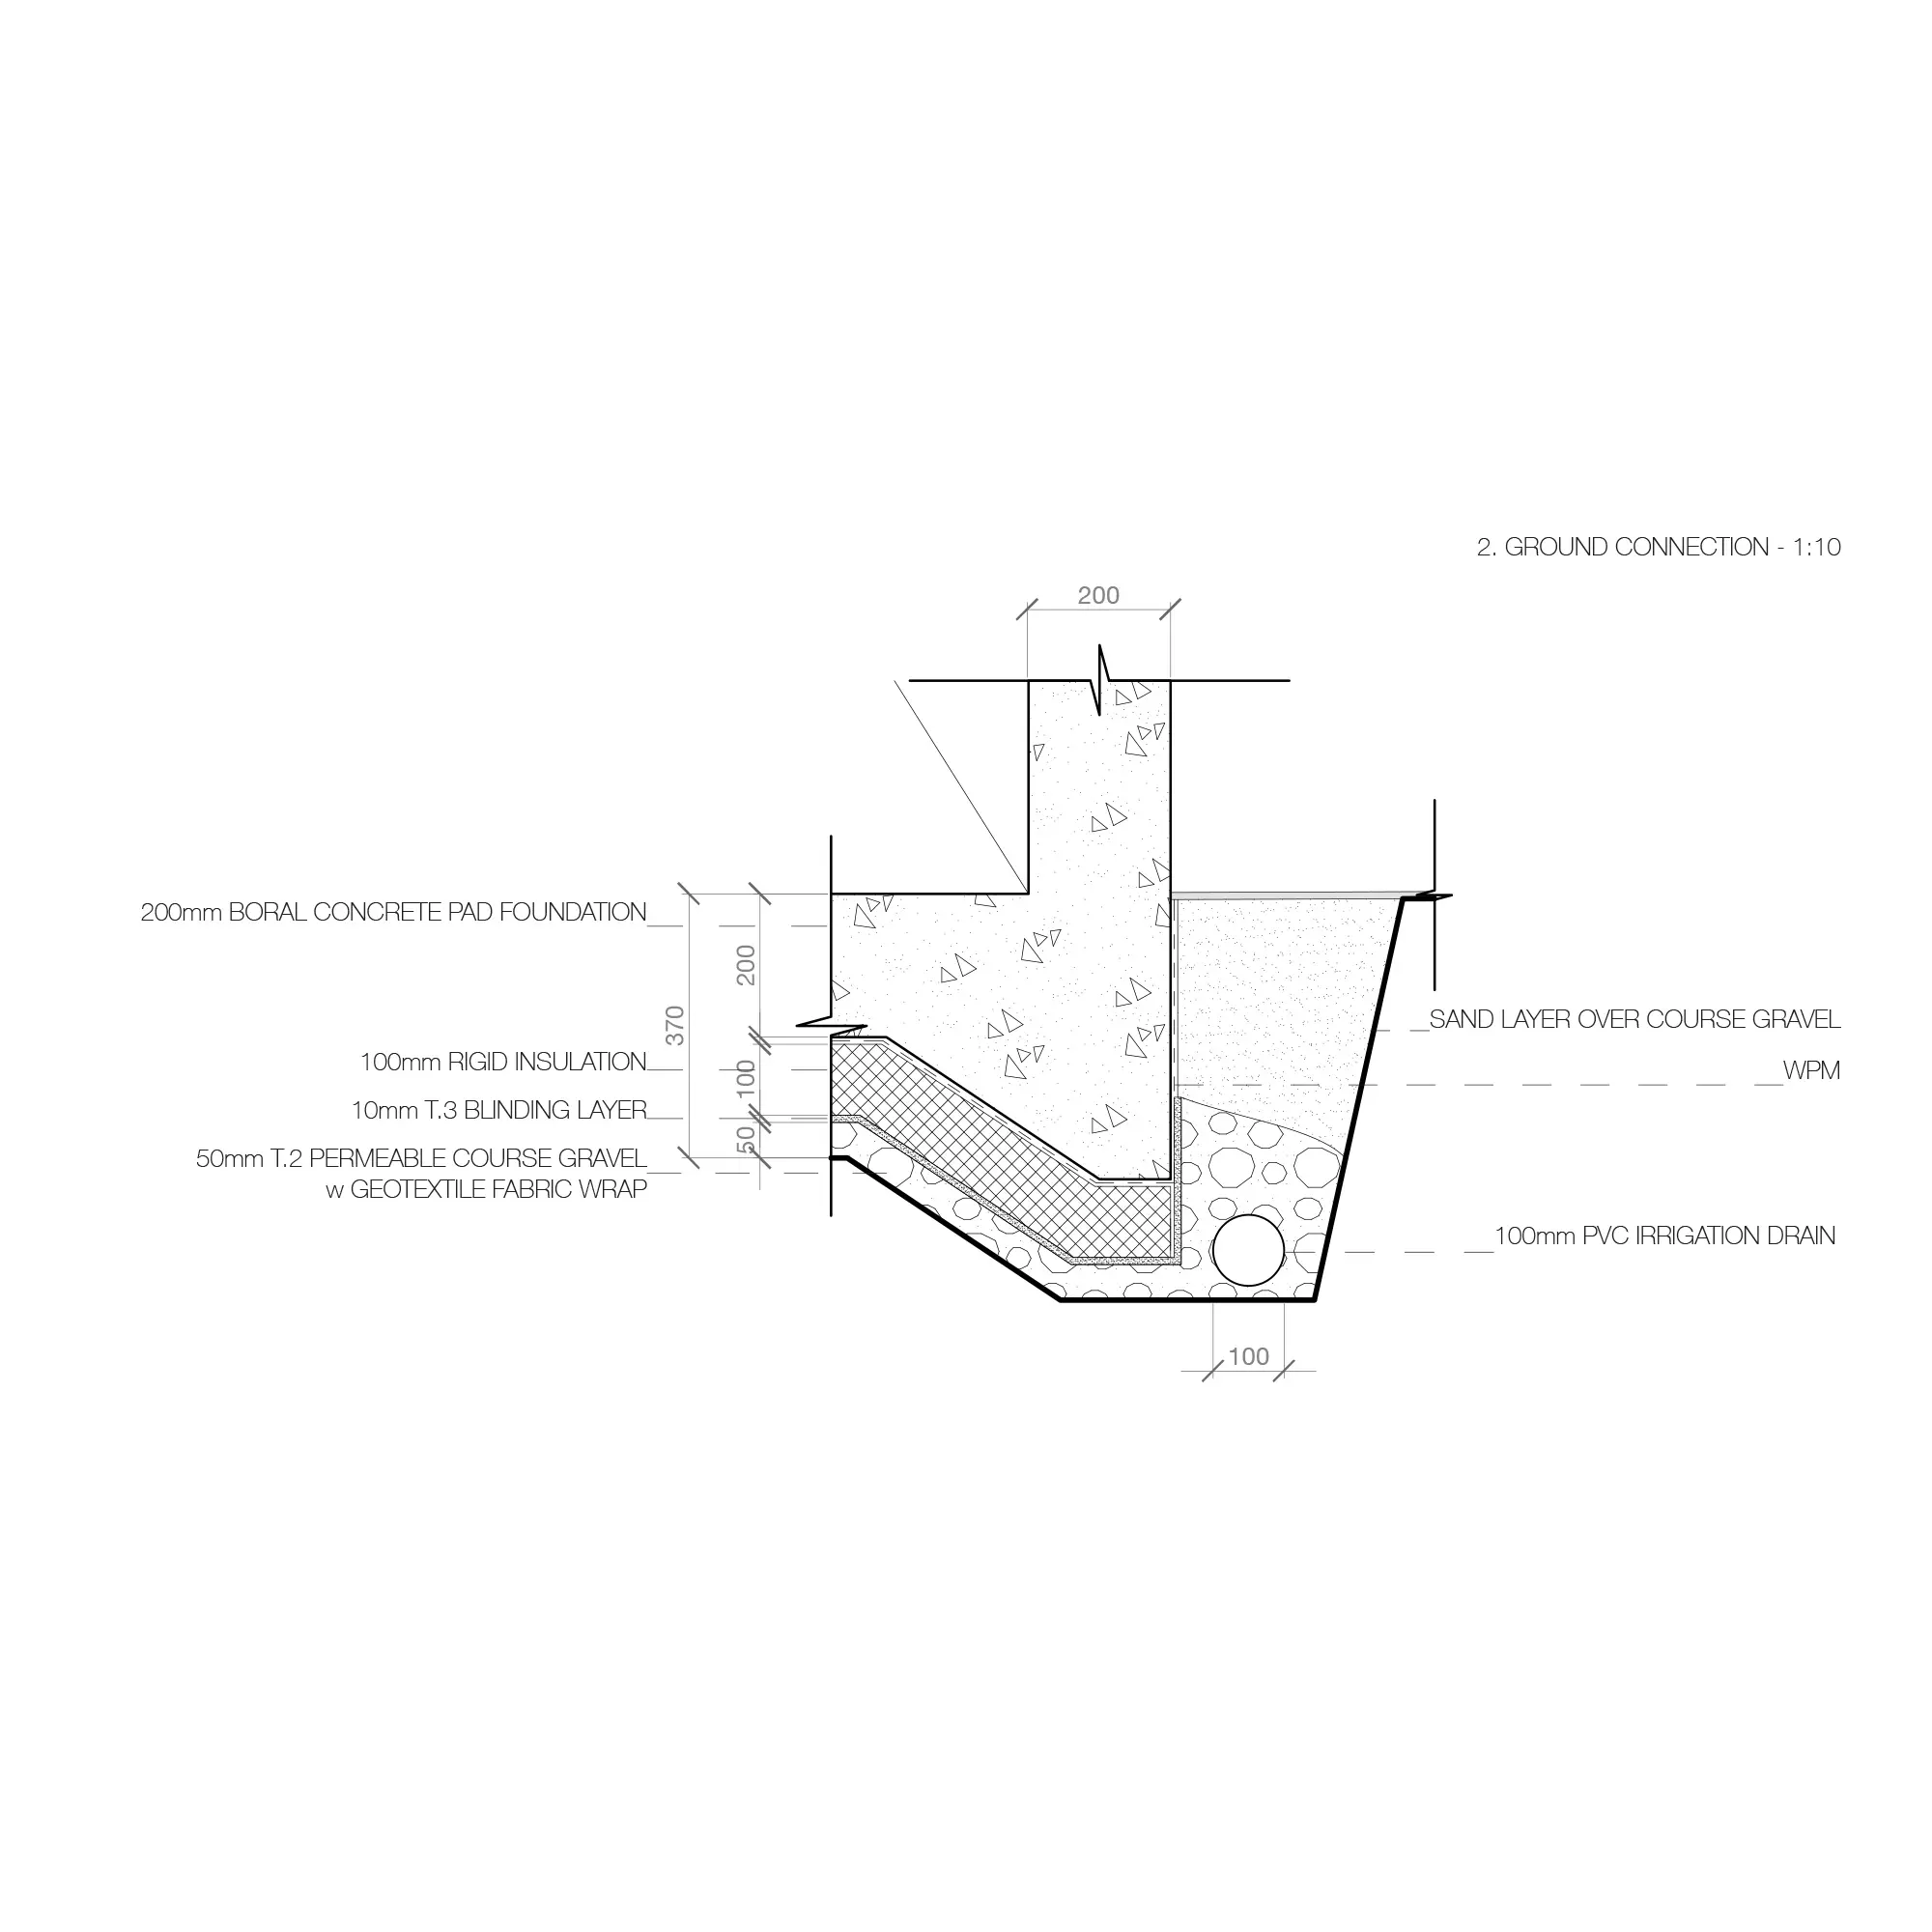 2. GROUND CONNECTION - 1:10
200
200mm BORAL CONCRETE PAD FOUNDATION
200
370
SAND LAYER OVER COURSE GRAVEL
100mm RIGID INSULATION
100
WPM
10mm T.3 BLINDING LAYER
50
50mm T.2 PERMEABLE COURSE GRAVEL
w GEOTEXTILE FABRIC WRAP
100mm PVC IRRIGATION DRAIN
100